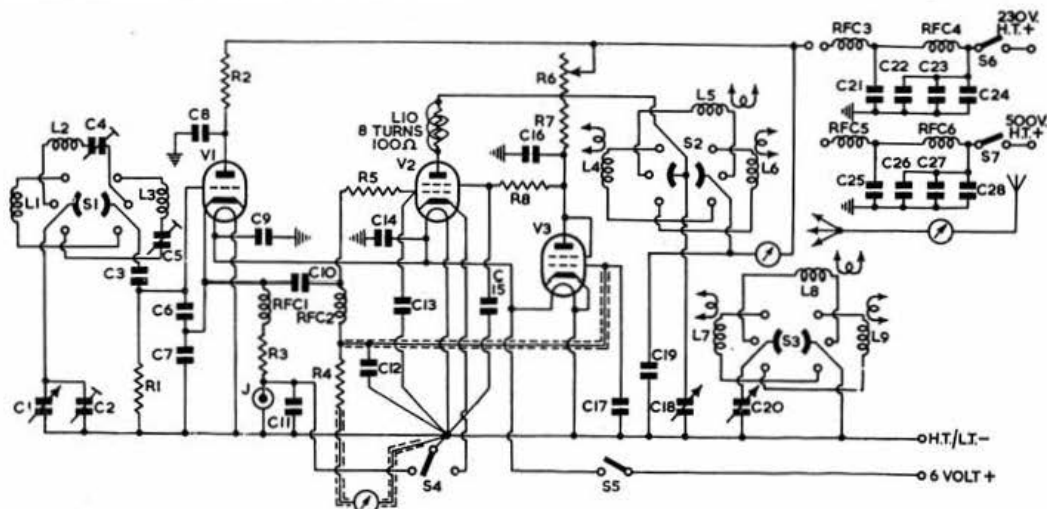 230V.
H.T.+
RFC3
RFC4
S6
C22
C23
C21
C24
500V.
H.T.+
RFC5
RFC6
S7
C26
C27
C25
C28
R2
R6
R7
C8
V1
L10
8 TURNS
100Ω
V2
C16
L5
L4
S2
L6
L2
C4
L1
S1
L3
C5
C3
R5
R8
V3
C14
C9
C6
C7
R1
C10
RFC1
RFC2
C13
C15
R3
R4
J
C11
C12
C1
C2
C17
C19
C18
C20
L8
L7
S3
L9
S4
S5
H.T./L.T.-
6 VOLT+